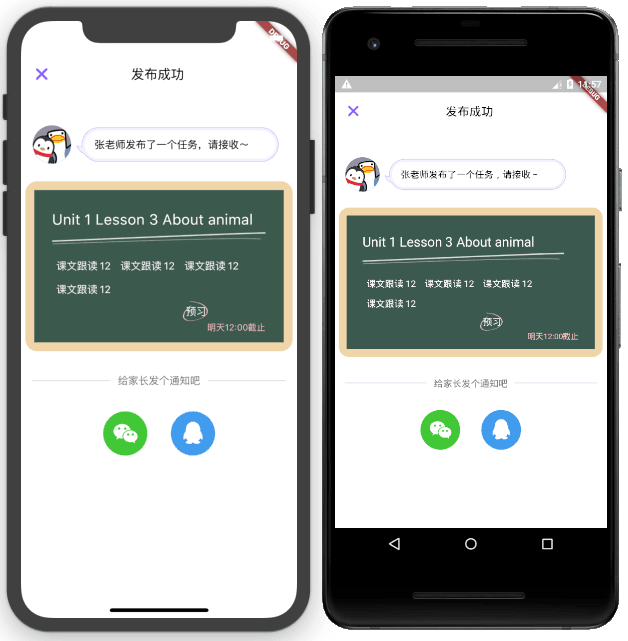 DEBUG
发布成功
张老师发布了一个任务，请接收～
Unit 1 Lesson 3 About animal
课文跟读 12 课文跟读 12 课文跟读 12
课文跟读 12
预习
明天12:00截止
给家长发个通知吧
14:57
DEBUG
发布成功
张老师发布了一个任务，请接收～
Unit 1 Lesson 3 About animal
课文跟读 12 课文跟读 12 课文跟读 12
课文跟读 12
预习
明天12:00截止
给家长发个通知吧